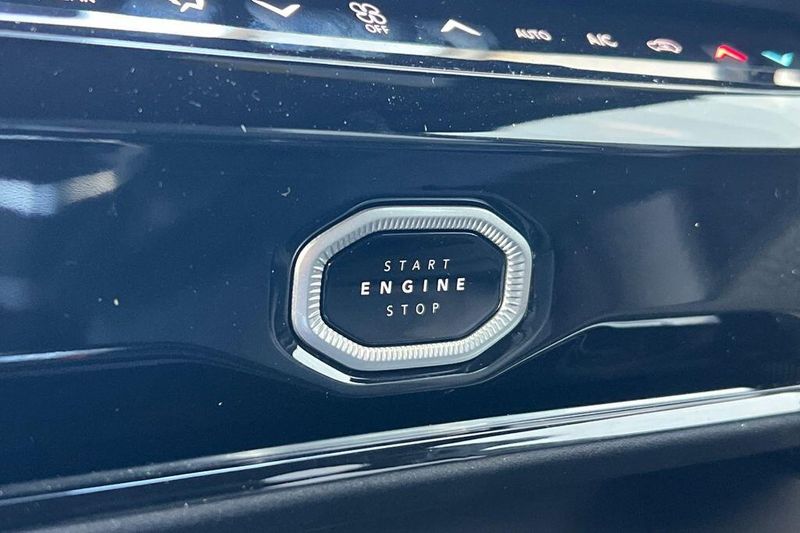 OFF
AUTO
A/C
START
ENGINE
STOP